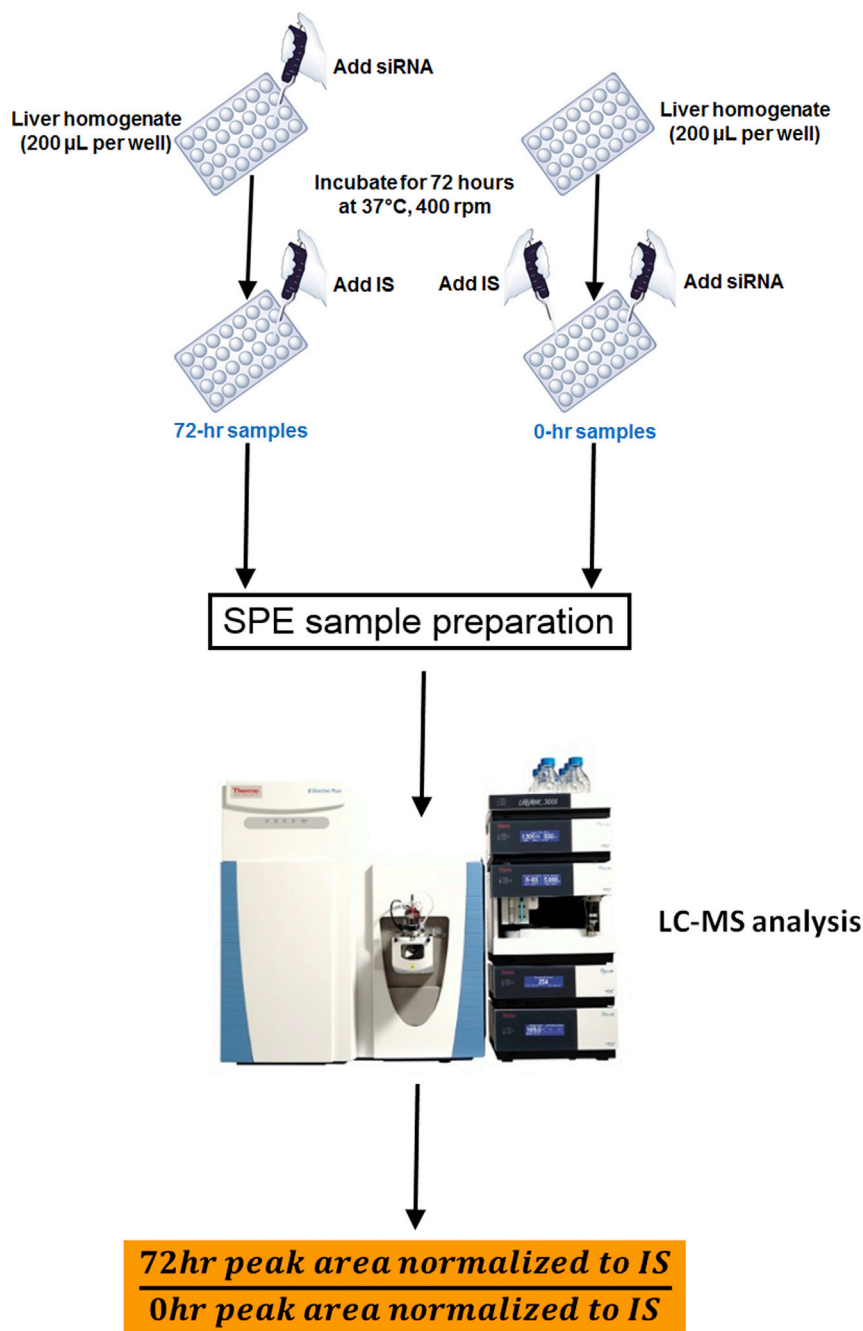 Add siRNA
Liver homogenate
(200 µL per well)
Liver homogenate
(200 µL per well)
Incubate for 72 hours
at 37°C, 400 rpm
Add IS
Add IS
Add siRNA
72-hr samples
0-hr samples
SPE sample preparation
Thermo
LC-MS analysis
72hr peak area normalized to IS
0hr peak area normalized to IS